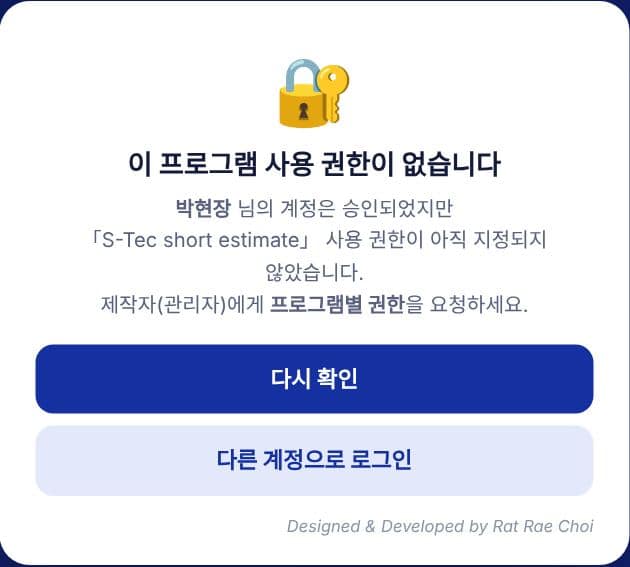 이 프로그램 사용 권한이 없습니다
박현장 님의 계정은 승인되었지만
「S-Tec short estimate」 사용 권한이 아직 지정되지
않았습니다.
제작자(관리자)에게 프로그램별 권한을 요청하세요.
다시 확인
다른 계정으로 로그인
Designed & Developed by Rat Rae Choi